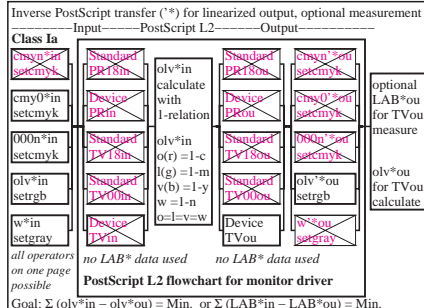 Inverse PostScript transfer ('*) for linearized output, optional measurement
Input PostScript L2 Output
Class Ia
cmyn*in
setcmyk
cmy0*in
setcmyk
000n*in
setcmyk
olv*in
setrgb
w*in
setgray
all operators
on one page
possible
Standard
PR18in
Device
PRin
Standard
TV18in
Standard
TV00in
Device
TVin
no LAB* data used
olv*in
calculate
with
1-relation
olv*in
o(r) =1-c
l(g) =1-m
v(b) =1-y
w =1-n
o=l=v=w
Standard
PR18ou
Device
PRou
Standard
TV18ou
Standard
TV00ou
Device
TVou
no LAB* data used
cmyn'*ou
setcmyk
cmy0'*ou
setcmyk
000n'*ou
setcmyk
olv'*ou
setrgb
w'*ou
setgray
optional
LAB*ou
for TVou
measure
olv*ou
for TVou
calculate
PostScript L2 flowchart for monitor driver
Goal: Σ (olv*in – olv*ou) = Min. or Σ (LAB*in – LAB*ou) = Min.